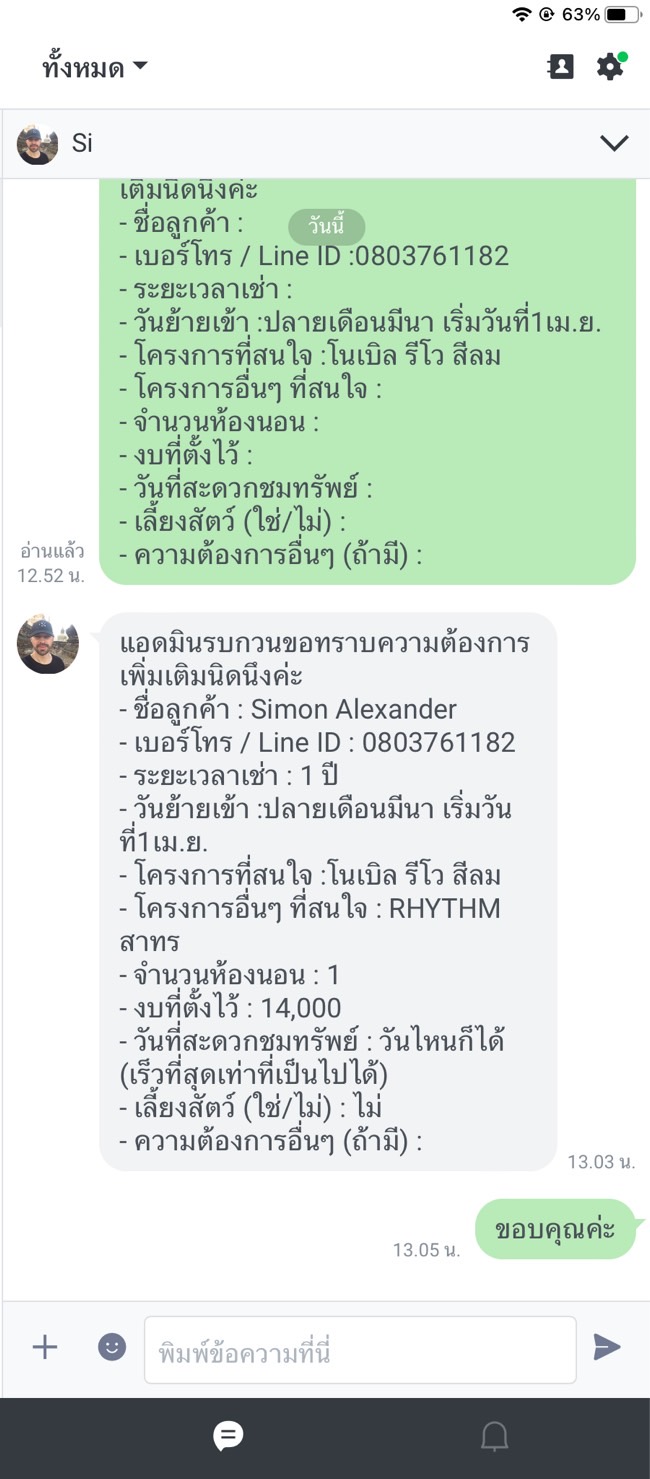 63%
ทั้งหมด
Si
เติมนิดนึงค่ะ
- ชื่อลูกค้า :
วันนี้
- เบอร์โทร / Line ID :0803761182
- ระยะเวลาเช่า :
- วันย้ายเข้า :ปลายเดือนมีนา เริ่มวันที่1เม.ย.
- โครงการที่สนใจ :โนเบิล รีโว สีลม
- โครงการอื่นๆ ที่สนใจ :
- จำนวนห้องนอน :
- งบที่ตั้งไว้ :
- วันที่สะดวกชมทรัพย์ :
- เลี้ยงสัตว์ (ใช่/ไม่) :
- ความต้องการอื่นๆ (ถ้ามี) :
อ่านแล้ว
12.52 น.
แอดมินรบกวนขอทราบความต้องการ
เพิ่มเติมนิดนึงค่ะ
- ชื่อลูกค้า : Simon Alexander
- เบอร์โทร / Line ID : 0803761182
- ระยะเวลาเช่า : 1 ปี
- วันย้ายเข้า :ปลายเดือนมีนา เริ่มวัน
ที่1เม.ย.
- โครงการที่สนใจ :โนเบิล รีโว สีลม
- โครงการอื่นๆ ที่สนใจ : RHYTHM
สาทร
- จำนวนห้องนอน : 1
- งบที่ตั้งไว้ : 14,000
- วันที่สะดวกชมทรัพย์ : วันไหนก็ได้
(เร็วที่สุดเท่าที่เป็นไปได้)
- เลี้ยงสัตว์ (ใช่/ไม่) : ไม่
- ความต้องการอื่นๆ (ถ้ามี) :
13.03 น.
ขอบคุณค่ะ
13.05 น.
พิมพ์ข้อความที่นี่